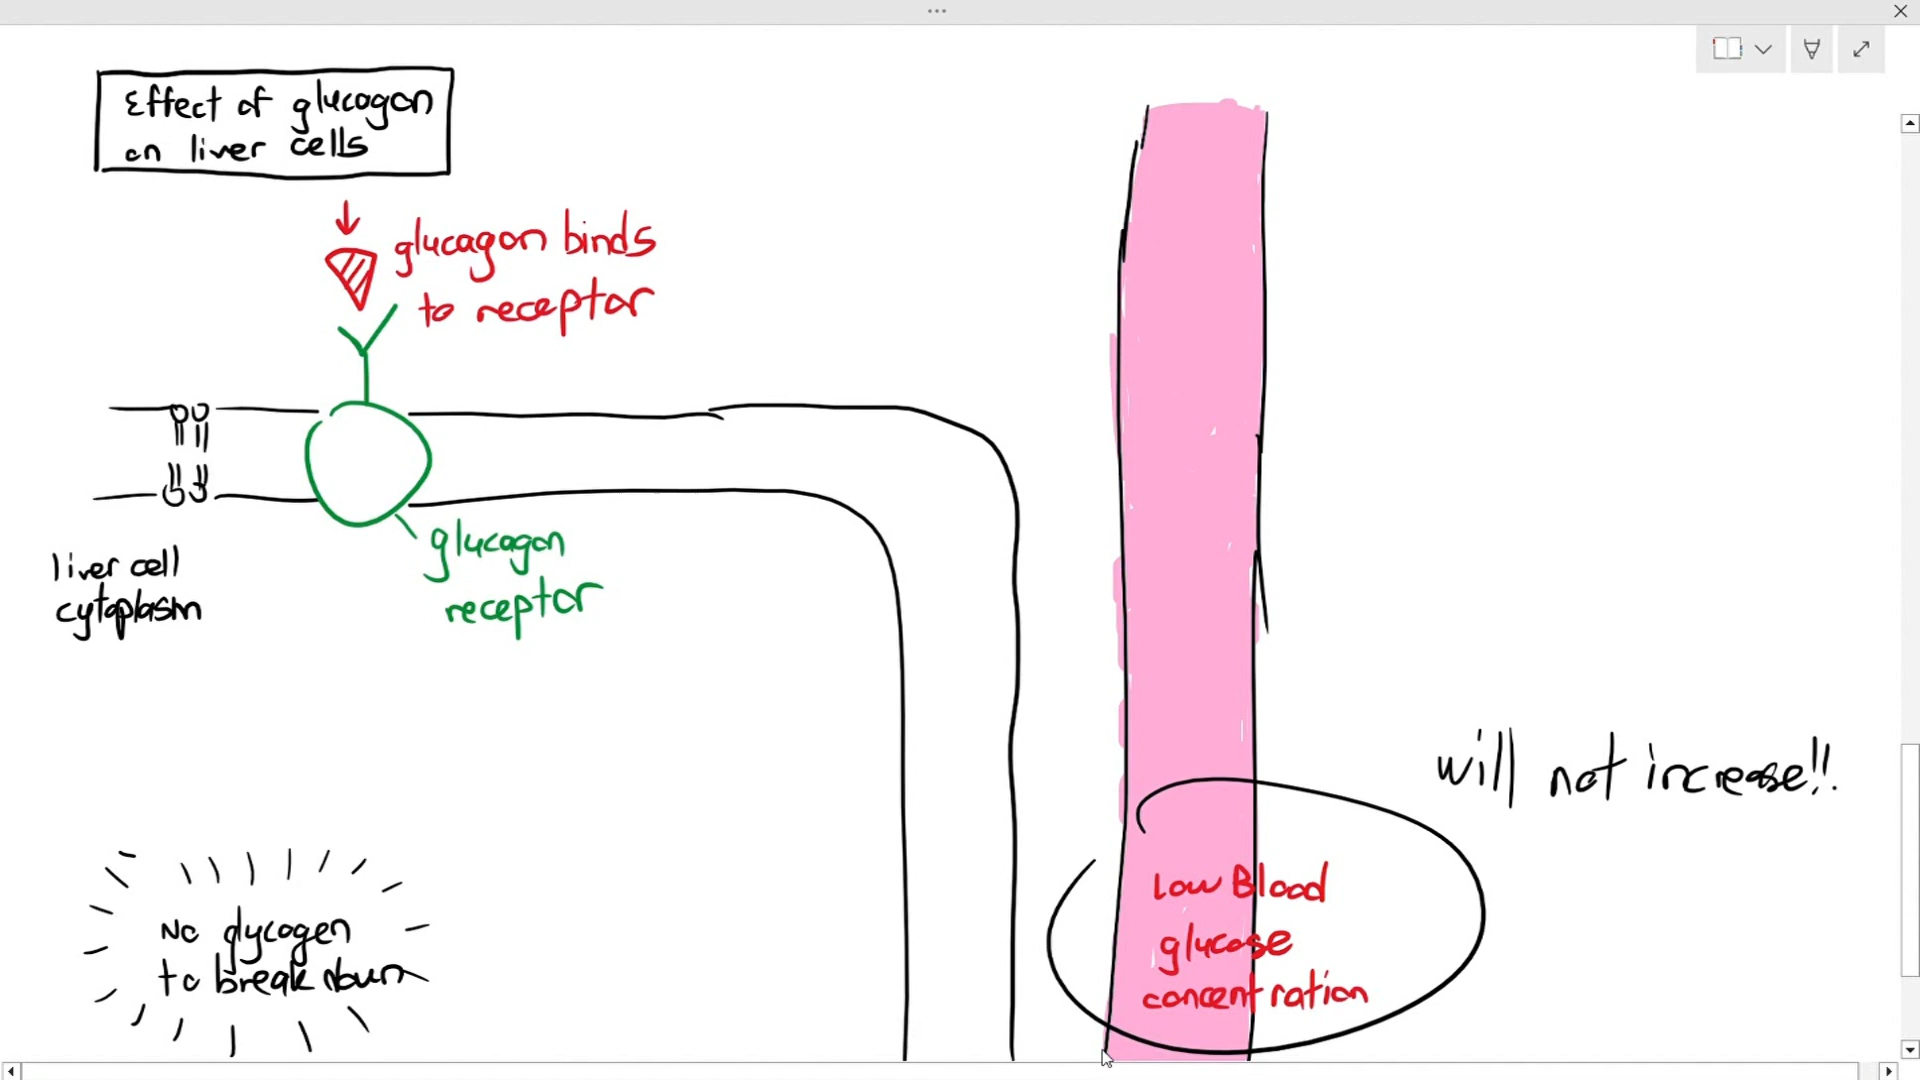 Effect of glucogon
on liver cells
glucagon binds
to receptor
glucagon
receptor
liver cell
cytoplasm
will not increase!!
Low Blood
glucose
concentration
No glycogen
to break down